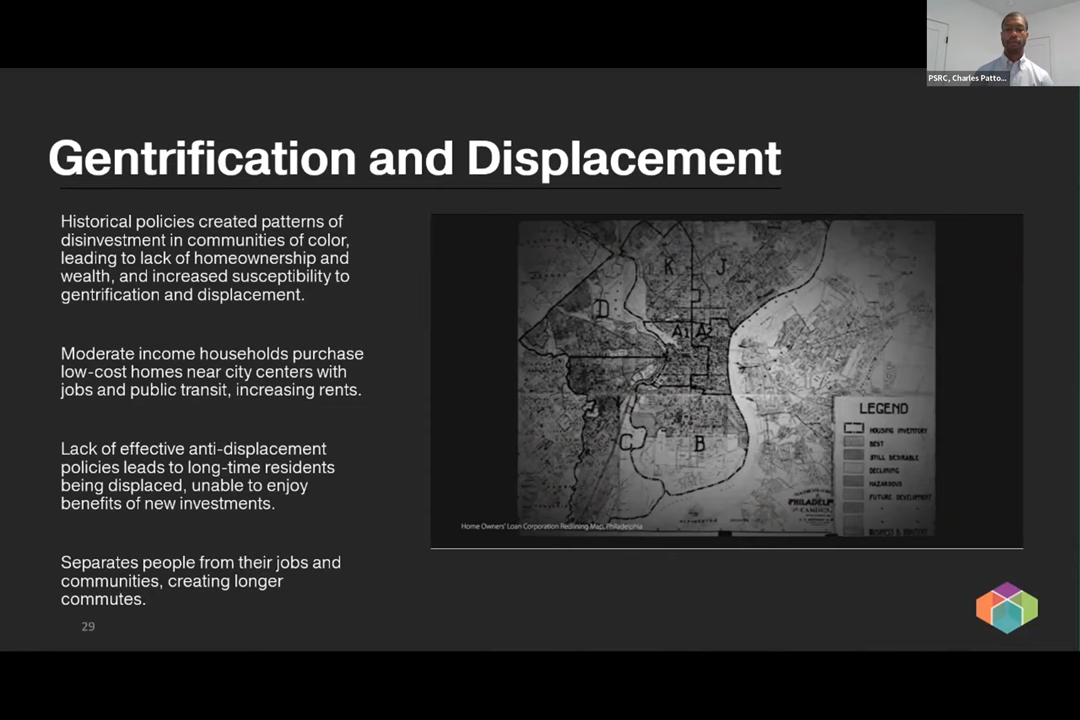 PSRC, Charles Patto...
Gentrification and Displacement
Historical policies created patterns of
disinvestment in communities of color,
leading to lack of homeownership and
wealth, and increased susceptibility to
gentrification and displacement.
Moderate income households purchase
low-cost homes near city centers with
jobs and public transit, increasing rents.
Lack of effective anti-displacement
policies leads to long-time residents
being displaced, unable to enjoy
benefits of new investments.
Separates people from their jobs and
communities, creating longer
commutes.
29
K
J
D
A1
A2
C
B
LEGEND
HOUSING INVENTORY
BEST
STILL DESIRABLE
DECLINING
HAZARDOUS
FUTURE DEVELOPMENT
Home Owners' Loan Corporation Redlining Map, Philadelphia